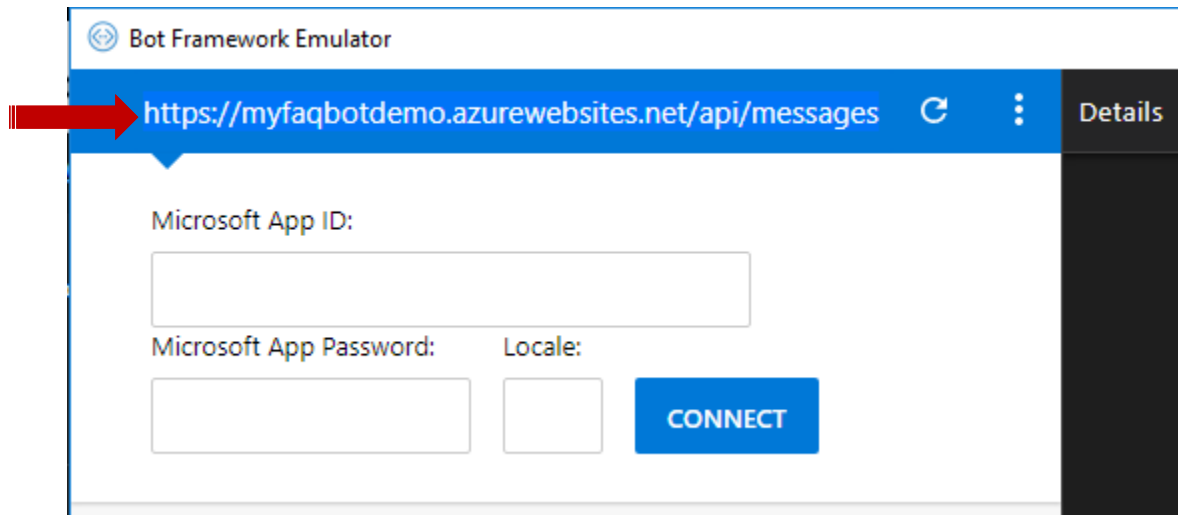 Bot Framework Emulator
https://myfaqbotdemo.azurewebsites.net/api/messages Details
Microsoft App ID:
Microsoft App Password: Locale:
CONNECT